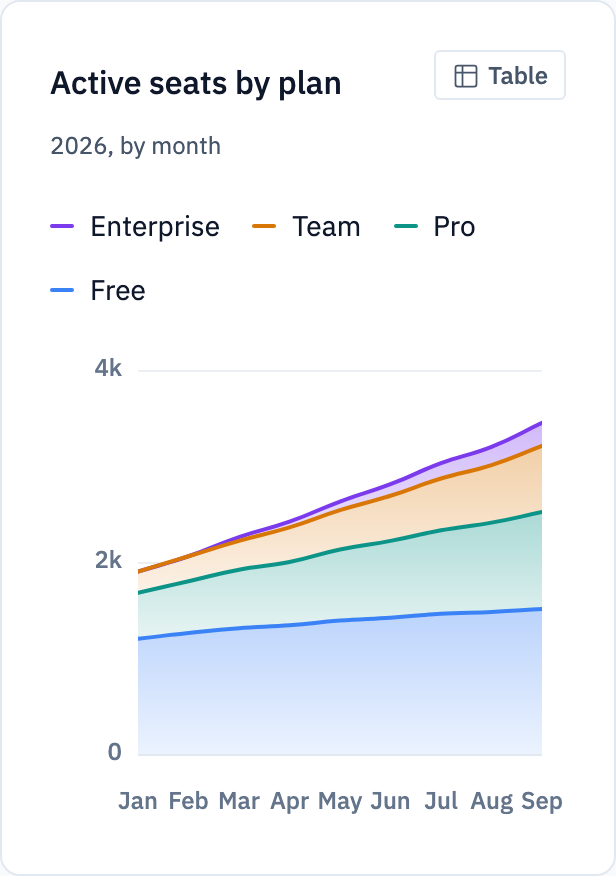 Active seats by plan
Table
2026, by month
Enterprise Team Pro
Free
4k
2k
0
Jan Feb Mar Apr May Jun Jul Aug Sep